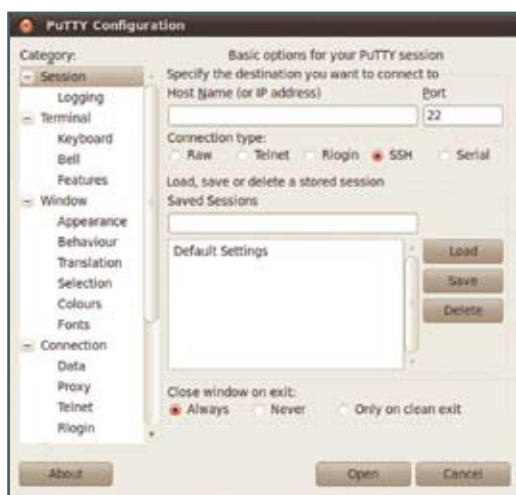 PuTTY Configuration
Category:
Session
Logging
Terminal
Keyboard
Bell
Features
Window
Appearance
Behaviour
Translation
Selection
Colours
Fonts
Connection
Data
Proxy
Telnet
Rlogin
Basic options for your PuTTY session
Specify the destination you want to connect to
Host Name (or IP address) Port
22
Connection type:
Raw Telnet Rlogin SSH Serial
Load, save or delete a stored session
Saved Sessions
Default Settings
Load
Save
Delete
Close window on exit:
Always Never Only on clean exit
About Open Cancel